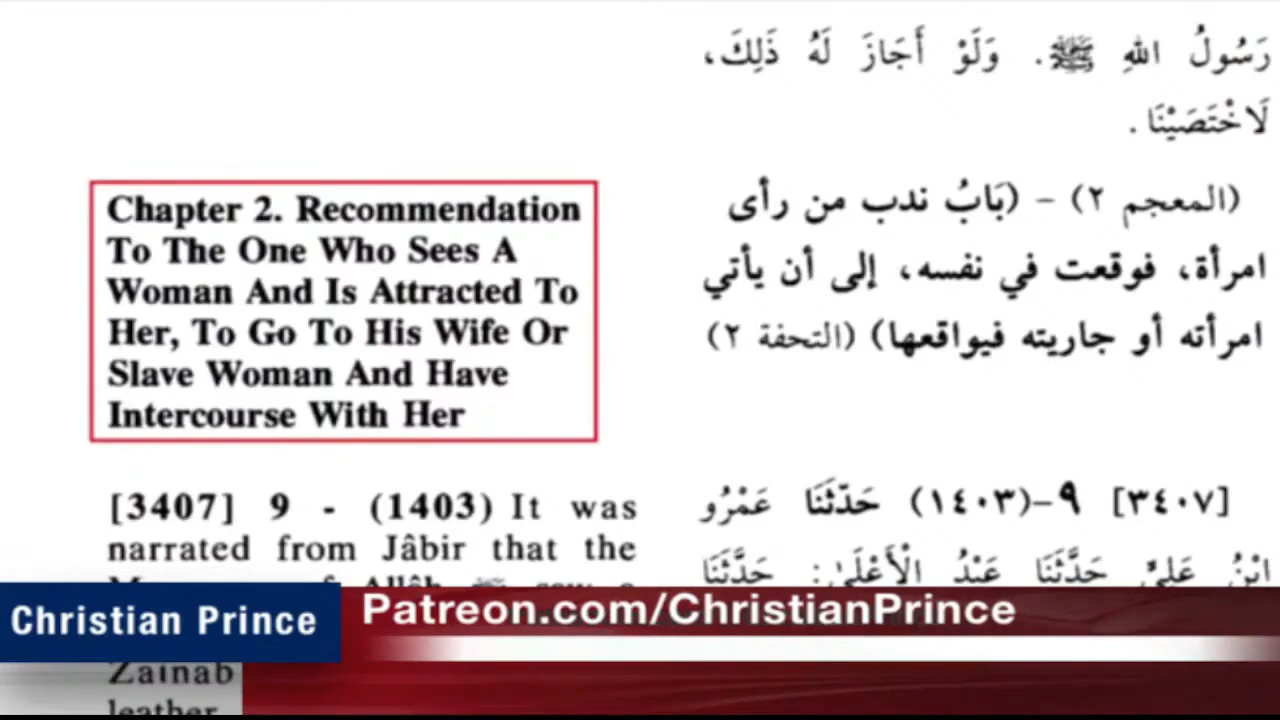 رَسُولُ اللهِ ﷺ. وَلَوْ أَجَازَ لَهُ ذَلِكَ،
لَاخْتَصَيْنَا.
Chapter 2. Recommendation
To The One Who Sees A
Woman And Is Attracted To
Her, To Go To His Wife Or
Slave Woman And Have
Intercourse With Her
(المعجم ٢) - (بَابُ ندب من رأى
امرأة، فوقعت في نفسه، إلى أن يأتي
امرأته أو جاريته فيواقعها) (التحفة ٢)
[3407] 9 - (1403) It was
narrated from Jâbir that the
[٣٤٠٧] ٩-(١٤٠٣) حَدَّثَنَا عَمْرُو
ابْنُ عَلِيٍّ حَدَّثَنَا عَبْدُ الْأَعْلَىٰ: حَدَّثَنَا
Christian Prince
Patreon.com/ChristianPrince
Zainab
leather